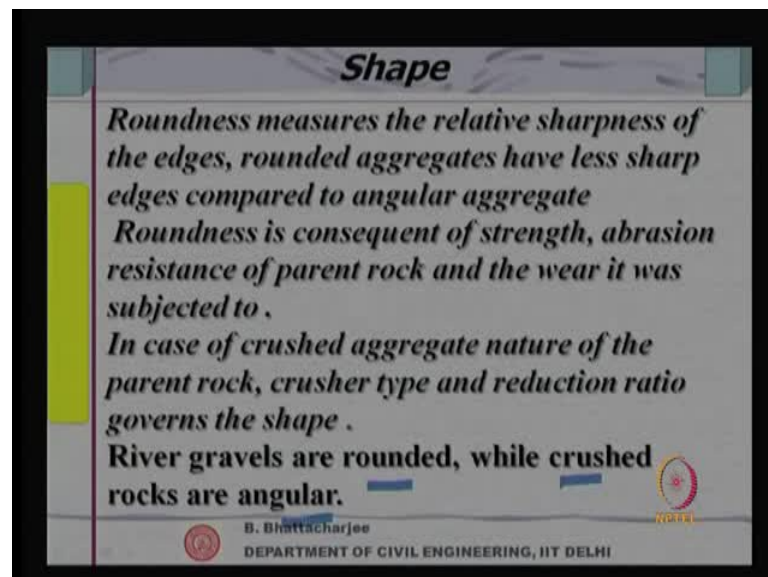 Shape
Roundness measures the relative sharpness of
the edges, rounded aggregates have less sharp
edges compared to angular aggregate
Roundness is consequent of strength, abrasion
resistance of parent rock and the wear it was
subjected to .
In case of crushed aggregate nature of the
parent rock, crusher type and reduction ratio
governs the shape .
River gravels are rounded, while crushed
rocks are angular.
NPTEL
B. Bhattacharjee
DEPARTMENT OF CIVIL ENGINEERING, IIT DELHI